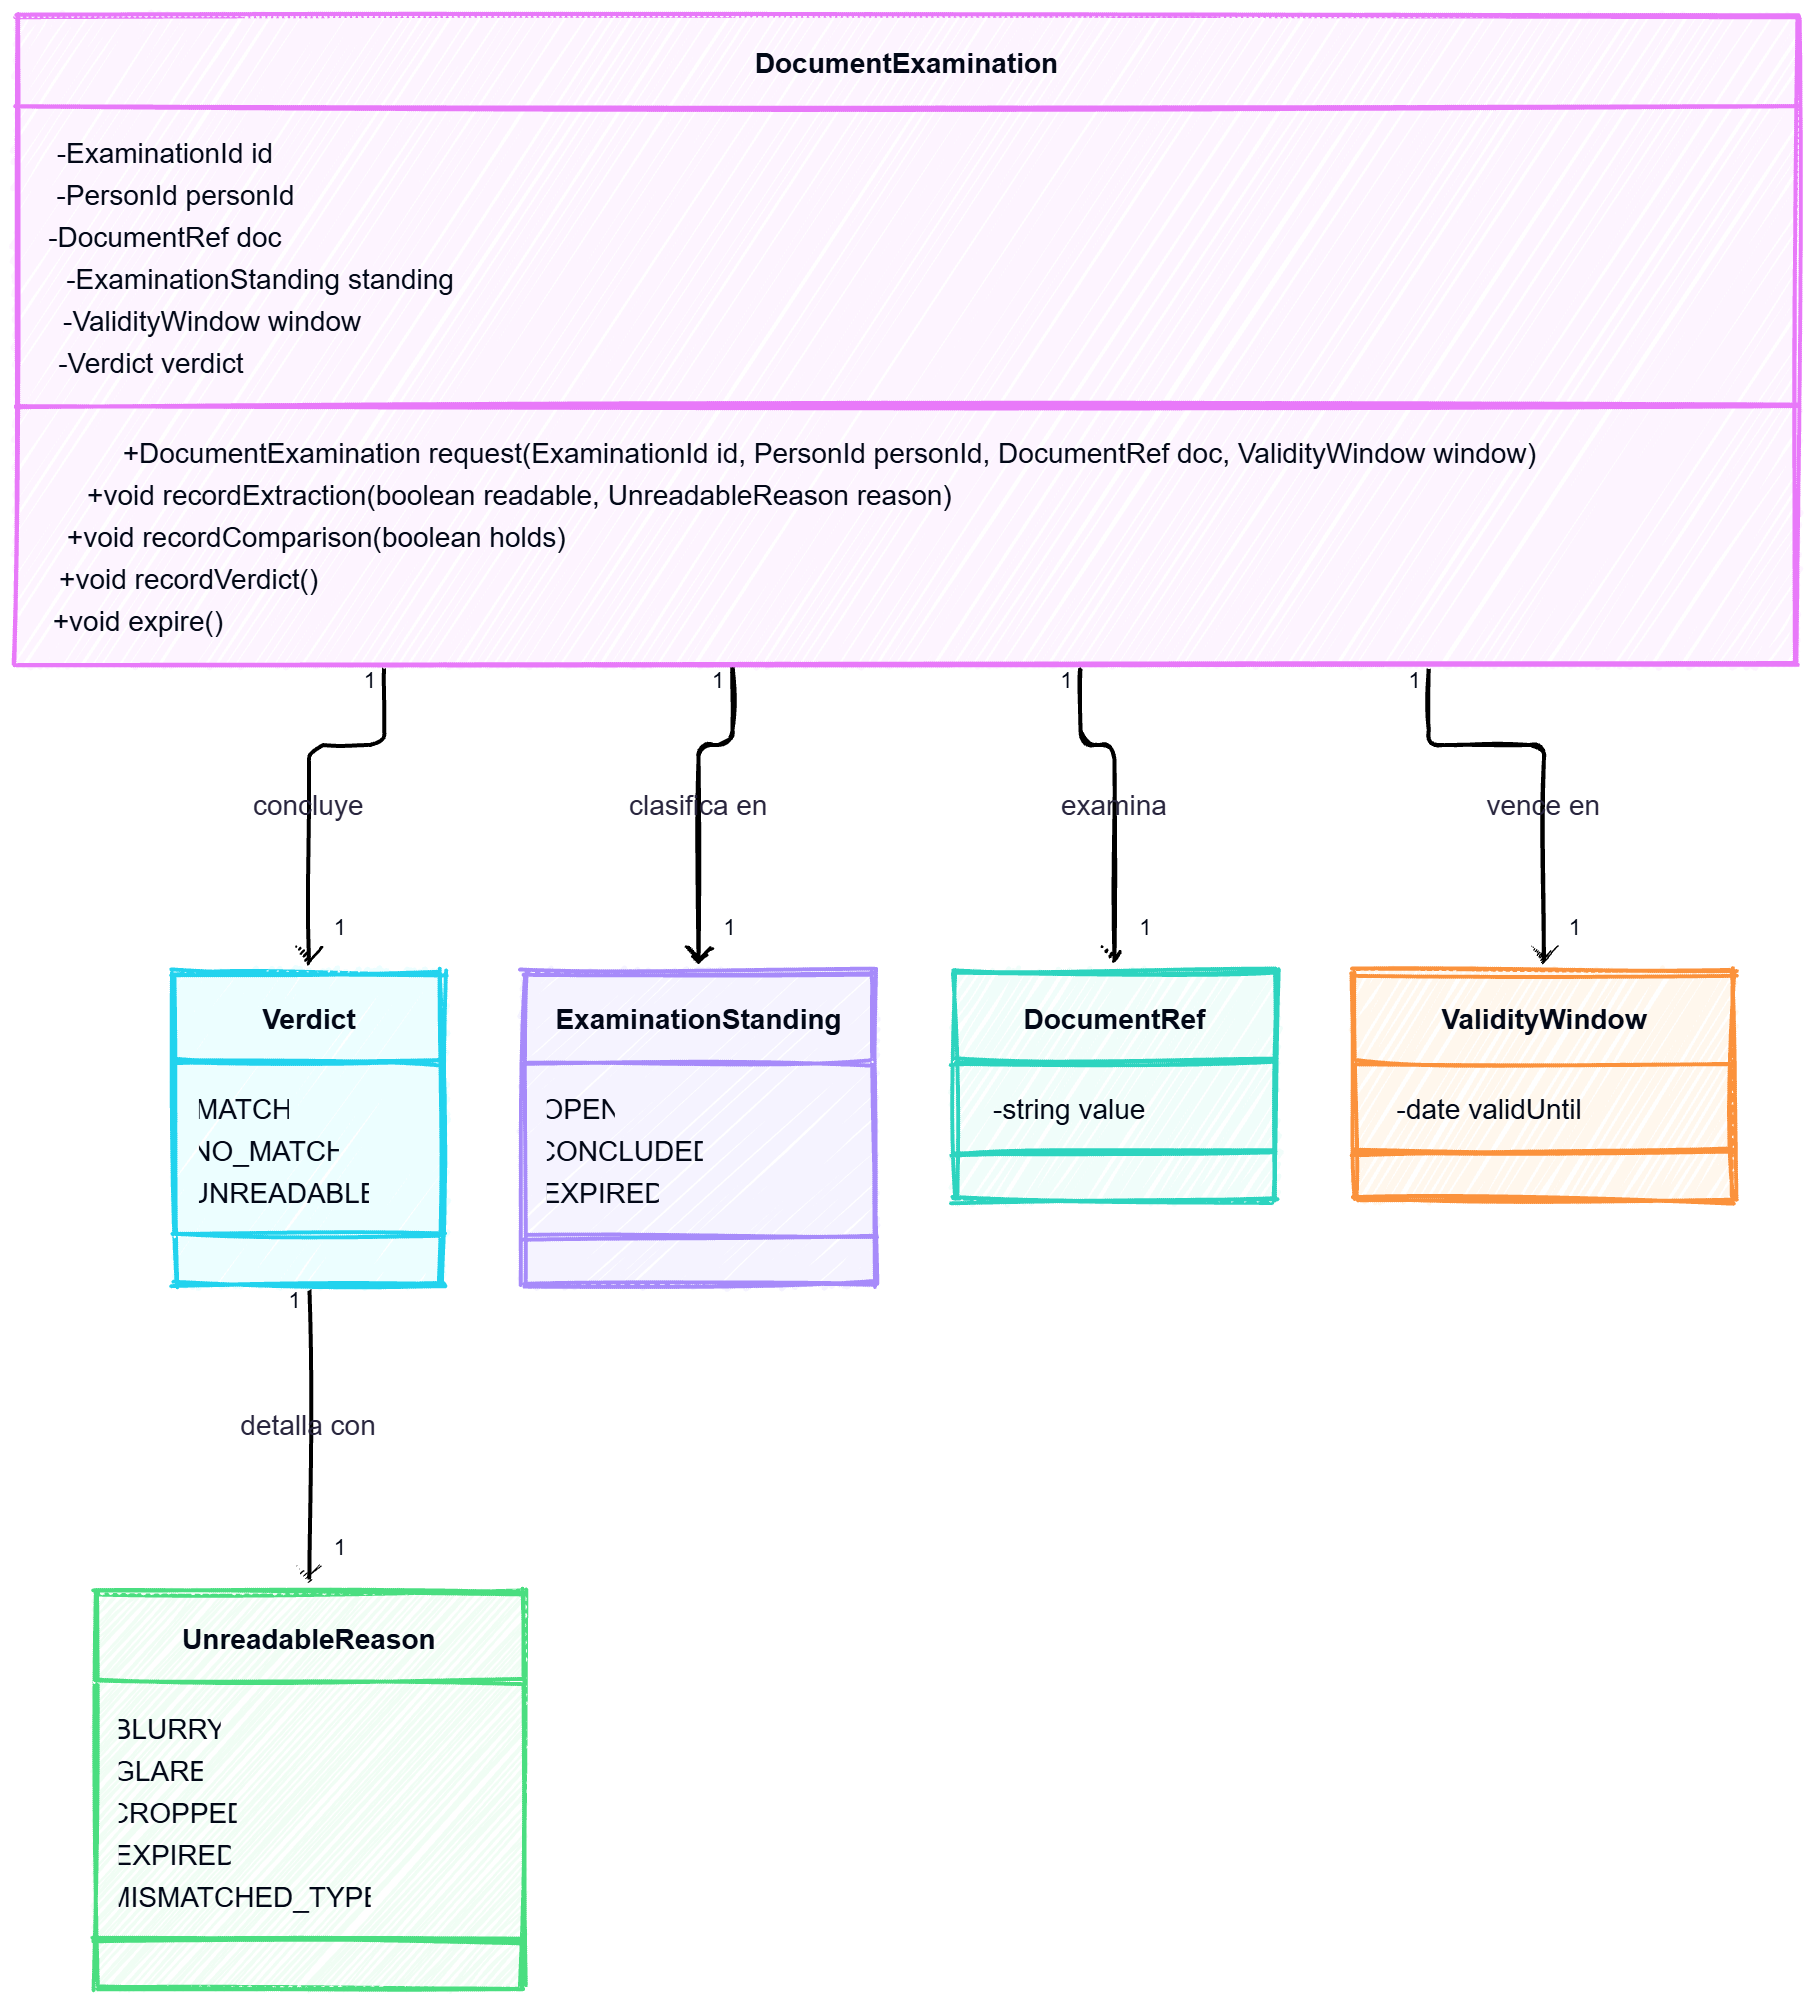 DocumentExamination
-ExaminationId id
-PersonId personId
-DocumentRef doc
-ExaminationStanding standing
-ValidityWindow window
-Verdict verdict
+DocumentExamination request(ExaminationId id, PersonId personId, DocumentRef doc, ValidityWindow window)
+void recordExtraction(boolean readable, UnreadableReason reason)
+void recordComparison(boolean holds)
+void recordVerdict()
+void expire()
1 1 1 1
concluye clasifica en examina vence en
1 1 1 1
Verdict
MATCH
NO_MATCH
UNREADABLE
ExaminationStanding
OPEN
CONCLUDED
EXPIRED
DocumentRef
-string value
ValidityWindow
-date validUntil
1
detalla con
1
UnreadableReason
BLURRY
GLARE
CROPPED
EXPIRED
MISMATCHED_TYPE